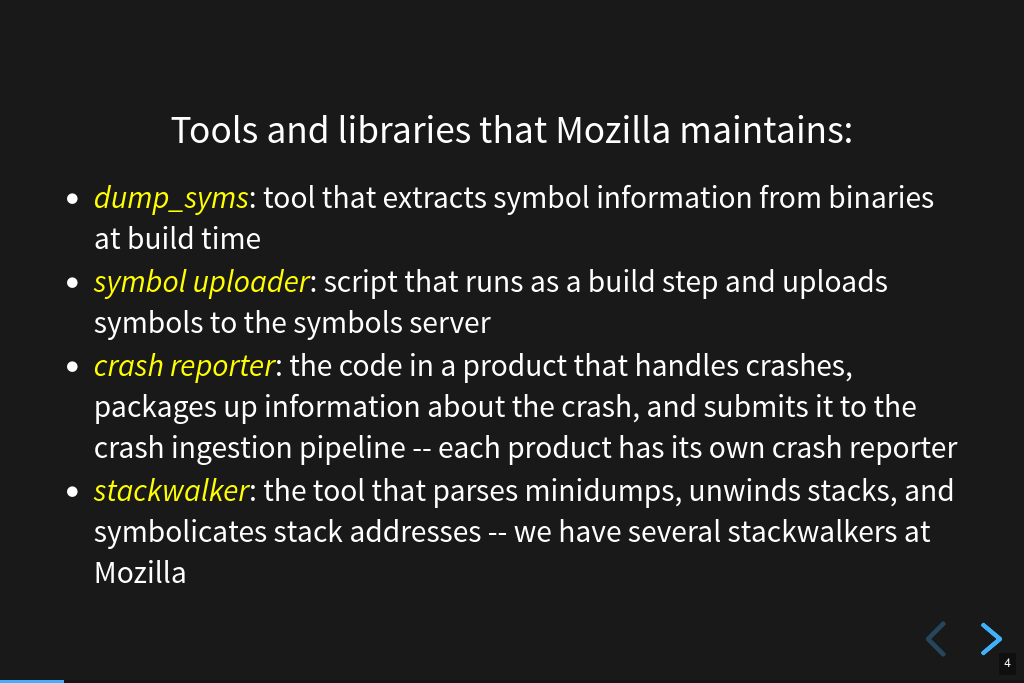 Tools and libraries that Mozilla maintains:
• dump_syms: tool that extracts symbol information from binaries
at build time
• symbol uploader: script that runs as a build step and uploads
symbols to the symbols server
• crash reporter: the code in a product that handles crashes,
packages up information about the crash, and submits it to the
crash ingestion pipeline -- each product has its own crash reporter
• stackwalker: the tool that parses minidumps, unwinds stacks, and
symbolicates stack addresses -- we have several stackwalkers at
Mozilla
4